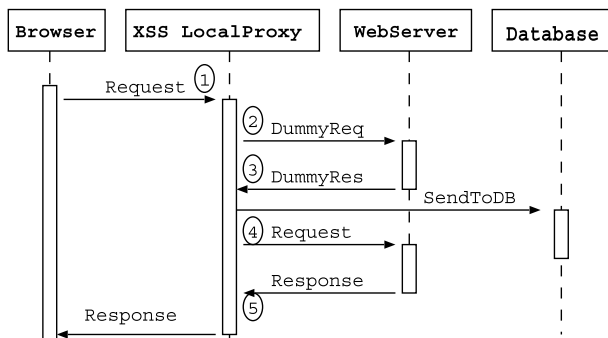 Browser
XSS LocalProxy
WebServer
Database
Request 1
2 DummyReq
3 DummyRes
SendToDB
4 Request
Response
5
Response